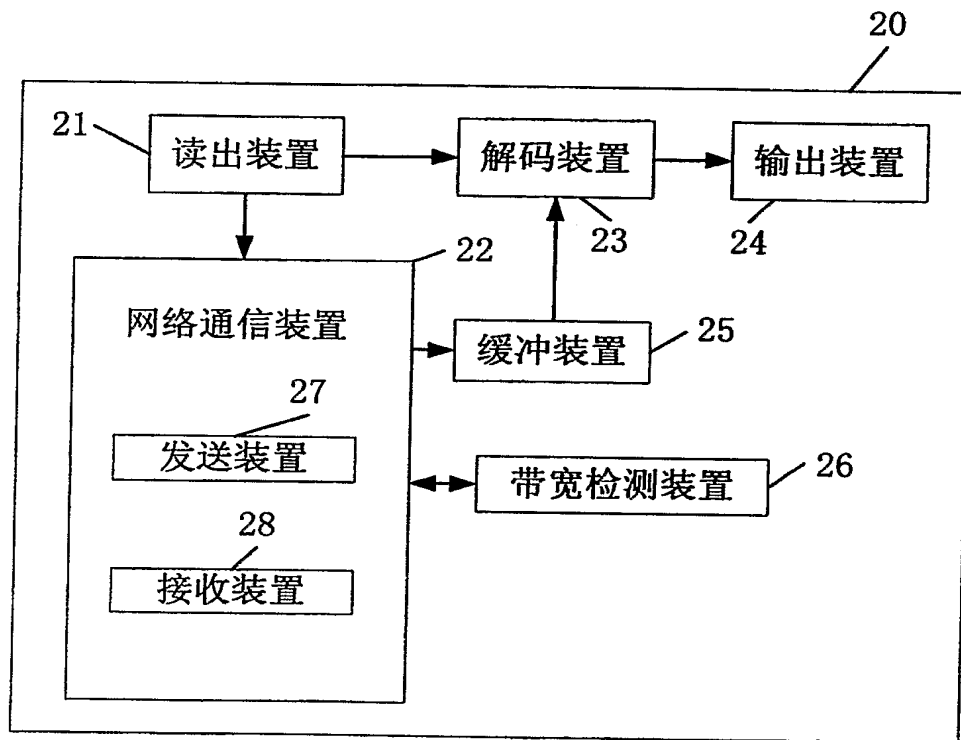 20
21
读出装置
解码装置
输出装置
23
24
22
网络通信装置
缓冲装置
25
27
发送装置
带宽检测装置
26
28
接收装置